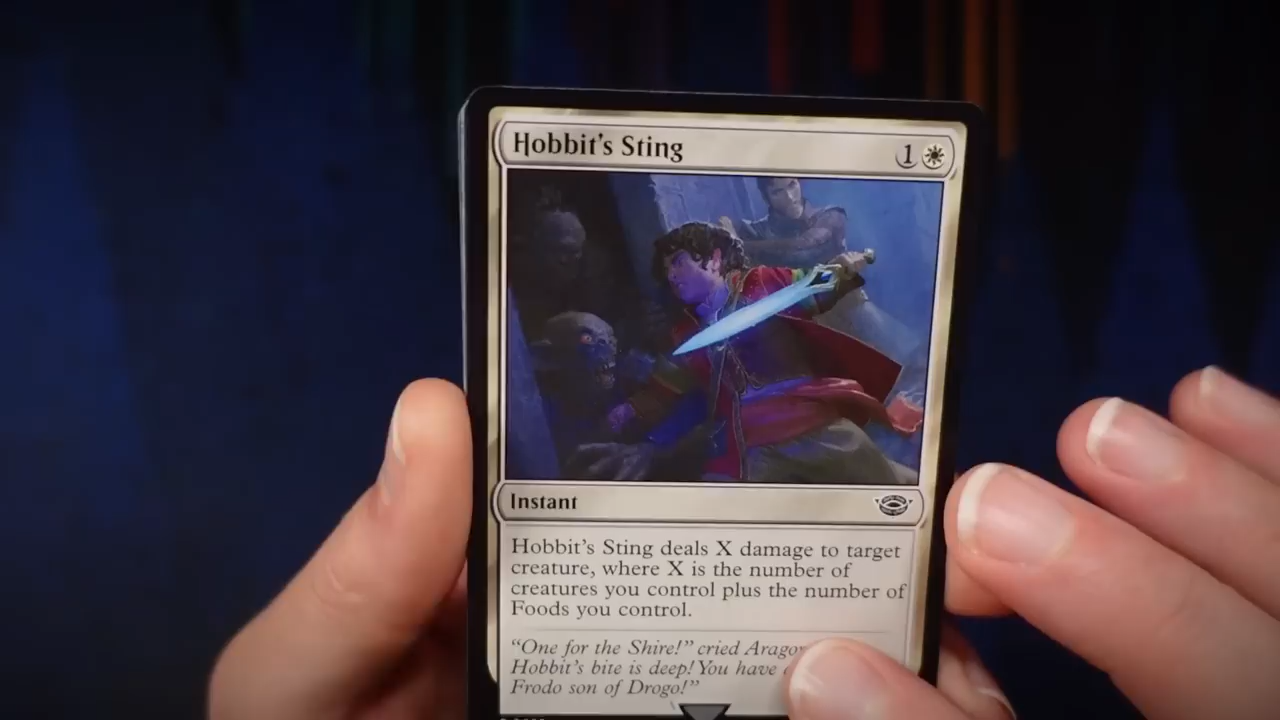 Hobbit's Sting 1
Instant
Hobbit's Sting deals X damage to target
creature, where X is the number of
creatures you control plus the number of
Foods you control.
"One for the Shire!" cried
Hobbit's bite is deep! You have
Frodo son of Drogo!"